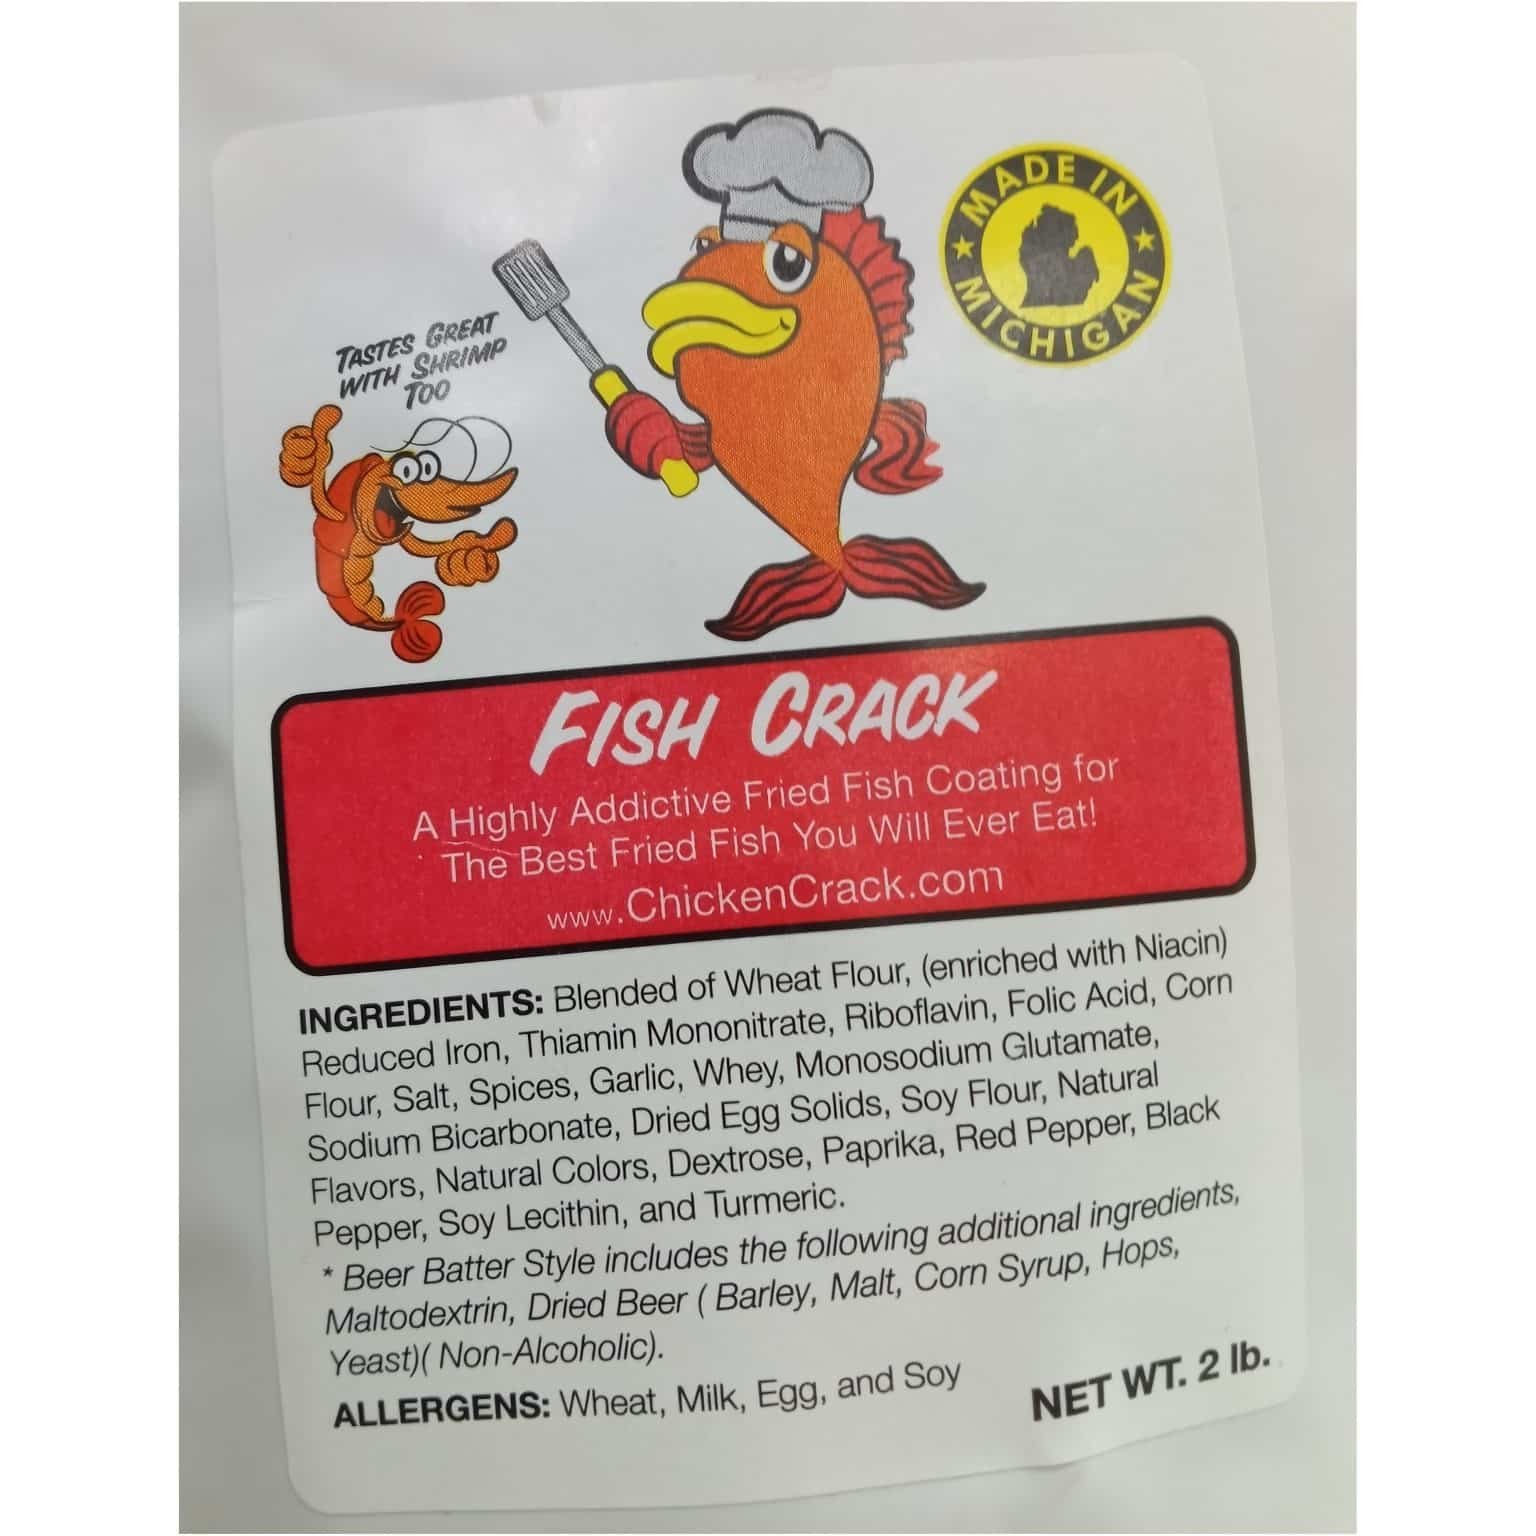 MADE IN
MICHIGAN
TASTES GREAT
WITH SHRIMP
TOO
FISH CRACK
A Highly Addictive Fried Fish Coating for
The Best Fried Fish You Will Ever Eat!
www.ChickenCrack.com
INGREDIENTS: Blended of Wheat Flour, (enriched with Niacin)
Reduced Iron, Thiamin Mononitrate, Riboflavin, Folic Acid, Corn
Flour, Salt, Spices, Garlic, Whey, Monosodium Glutamate,
Sodium Bicarbonate, Dried Egg Solids, Soy Flour, Natural
Flavors, Natural Colors, Dextrose, Paprika, Red Pepper, Black
Pepper, Soy Lecithin, and Turmeric.
* Beer Batter Style includes the following additional ingredients,
Maltodextrin, Dried Beer ( Barley, Malt, Corn Syrup, Hops,
Yeast)( Non-Alcoholic).
ALLERGENS: Wheat, Milk, Egg, and Soy
NET WT. 2 lb.